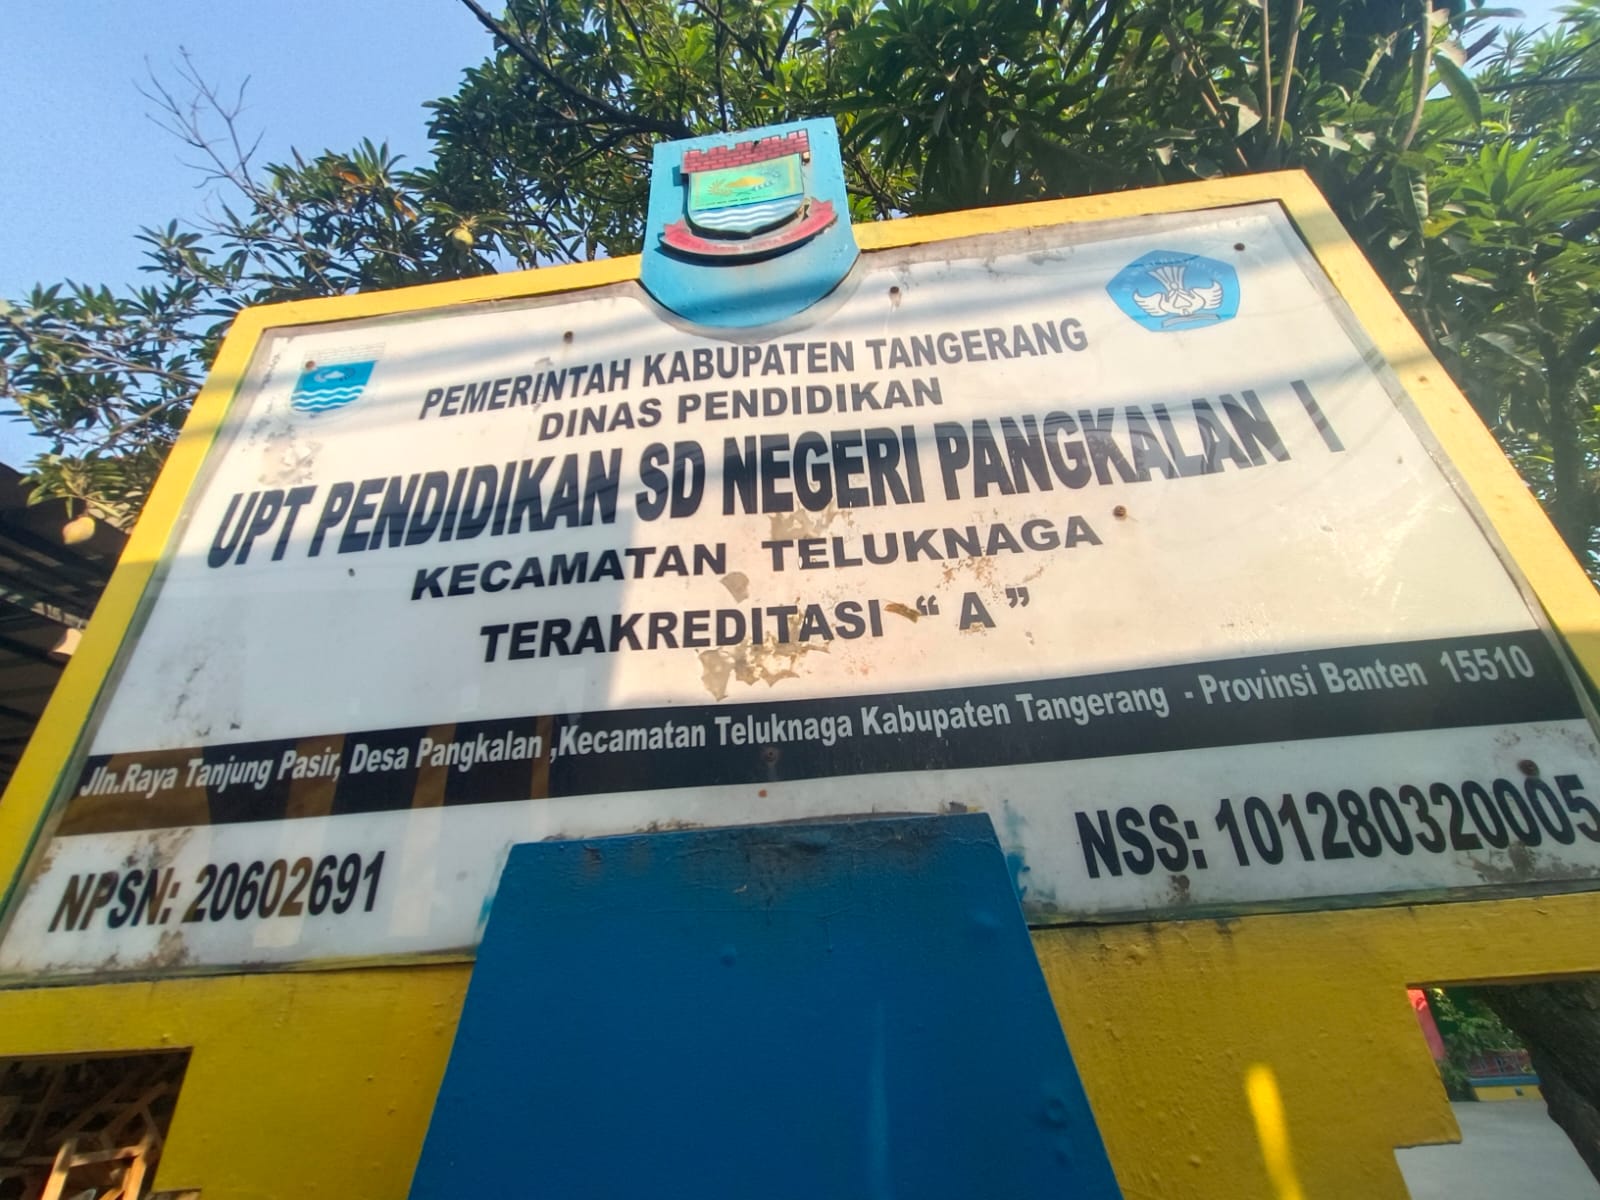 PEMERINTAH KABUPATEN TANGERANG
DINAS PENDIDIKAN
UPT PENDIDIKAN SD NEGERI PANGKALAN I
KECAMATAN TELUKNAGA
TERAKREDITASI “ A ”
Jln.Raya Tanjung Pasir, Desa Pangkalan ,Kecamatan Teluknaga Kabupaten Tangerang - Provinsi Banten 15510
NPSN: 20602691
NSS: 101280320005